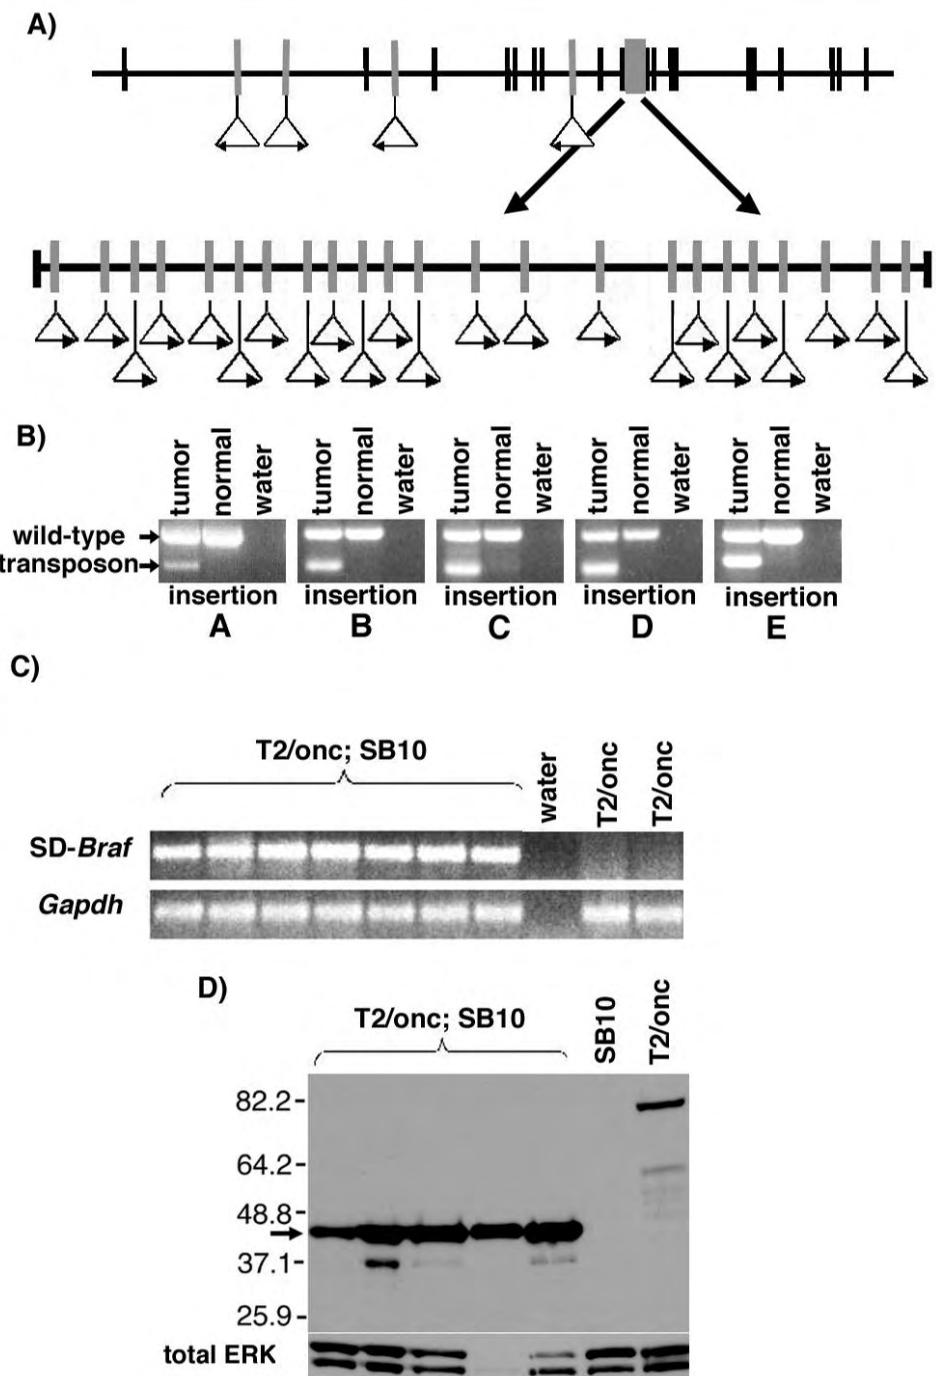 A)
B)
tumor normal water tumor normal water tumor normal water tumor normal water tumor normal water
wild-type
transposon
insertion insertion insertion insertion insertion
A B C D E
C)
T2/onc; SB10 water T2/onc T2/onc
SD-Braf
Gapdh
D)
T2/onc; SB10 SB10 T2/onc
82.2-
64.2-
48.8-
37.1-
25.9-
total ERK